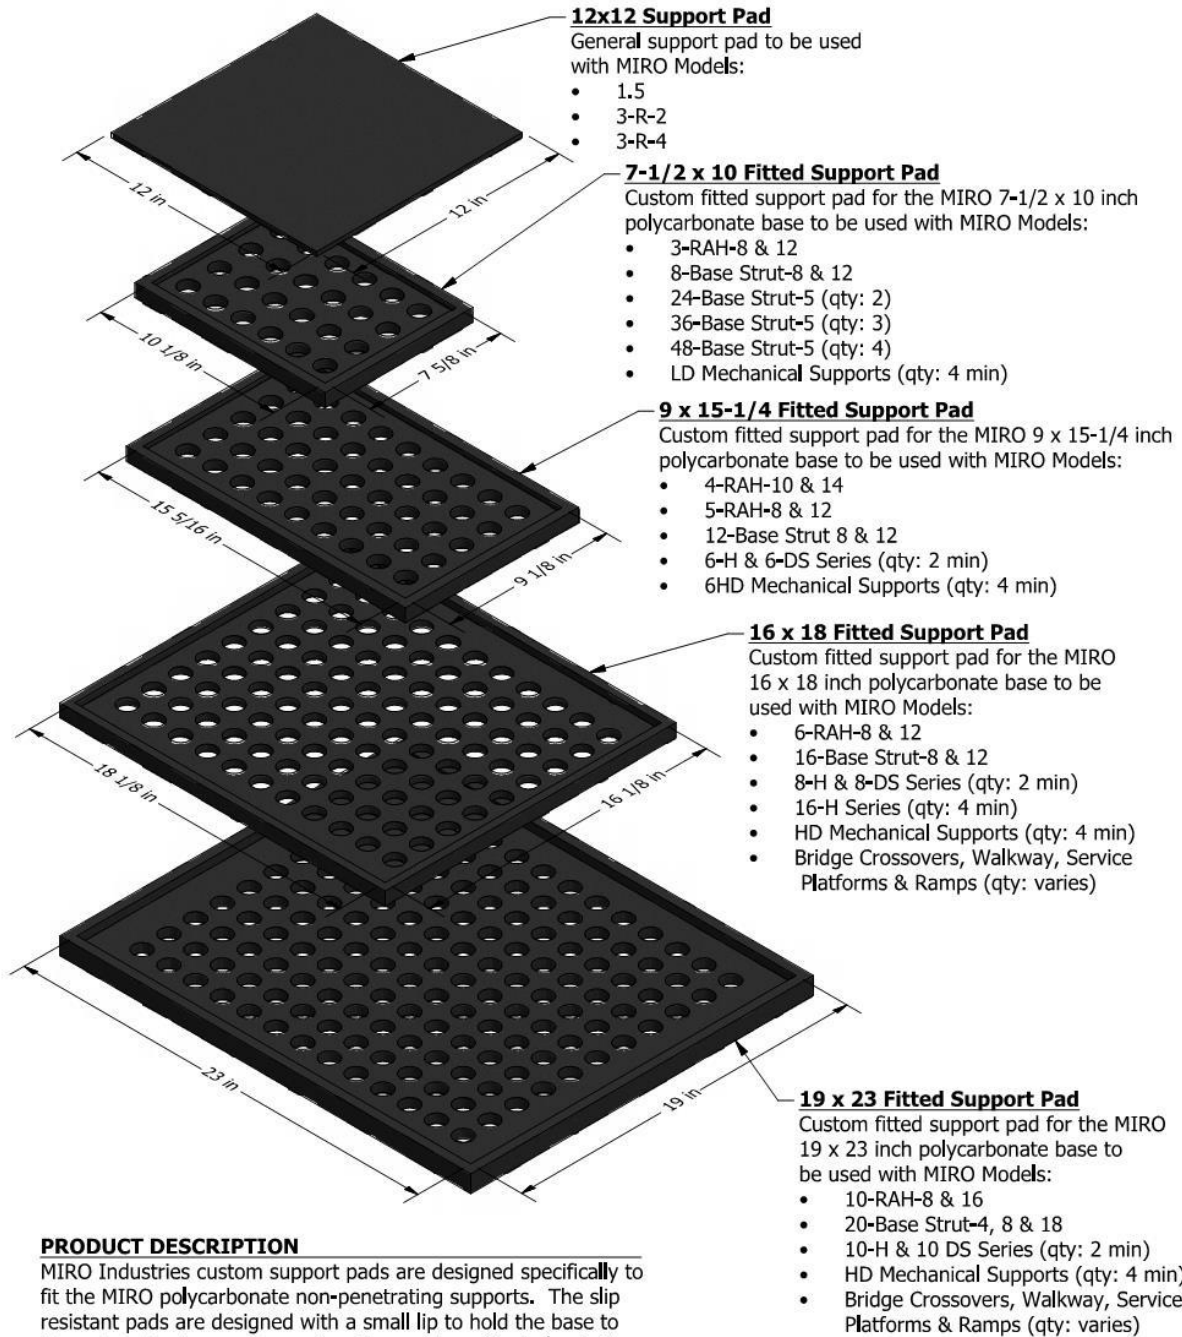 12x12 Support Pad
General support pad to be used
with MIRO Models:
• 1.5
• 3-R-2
• 3-R-4
12 in
12 in
7-1/2 x 10 Fitted Support Pad
Custom fitted support pad for the MIRO 7-1/2 x 10 inch
polycarbonate base to be used with MIRO Models:
• 3-RAH-8 & 12
• 8-Base Strut-8 & 12
• 24-Base Strut-5 (qty: 2)
• 36-Base Strut-5 (qty: 3)
• 48-Base Strut-5 (qty: 4)
• LD Mechanical Supports (qty: 4 min)
10 1/8 in
7 5/8 in
9 x 15-1/4 Fitted Support Pad
Custom fitted support pad for the MIRO 9 x 15-1/4 inch
polycarbonate base to be used with MIRO Models:
• 4-RAH-10 & 14
• 5-RAH-8 & 12
• 12-Base Strut 8 & 12
• 6-H & 6-DS Series (qty: 2 min)
• 6HD Mechanical Supports (qty: 4 min)
15 5/16 in
9 1/8 in
16 x 18 Fitted Support Pad
Custom fitted support pad for the MIRO
16 x 18 inch polycarbonate base to be
used with MIRO Models:
• 6-RAH-8 & 12
• 16-Base Strut-8 & 12
• 8-H & 8-DS Series (qty: 2 min)
• 16-H Series (qty: 4 min)
• HD Mechanical Supports (qty: 4 min)
• Bridge Crossovers, Walkway, Service
Platforms & Ramps (qty: varies)
18 1/8 in
16 1/8 in
23 in
19 in
19 x 23 Fitted Support Pad
Custom fitted support pad for the MIRO
19 x 23 inch polycarbonate base to
be used with MIRO Models:
• 10-RAH-8 & 16
• 20-Base Strut-4, 8 & 18
• 10-H & 10 DS Series (qty: 2 min)
• HD Mechanical Supports (qty: 4 min)
• Bridge Crossovers, Walkway, Service
Platforms & Ramps (qty: varies)
PRODUCT DESCRIPTION
MIRO Industries custom support pads are designed specifically to
fit the MIRO polycarbonate non-penetrating supports. The slip
resistant pads are designed with a small lip to hold the base to